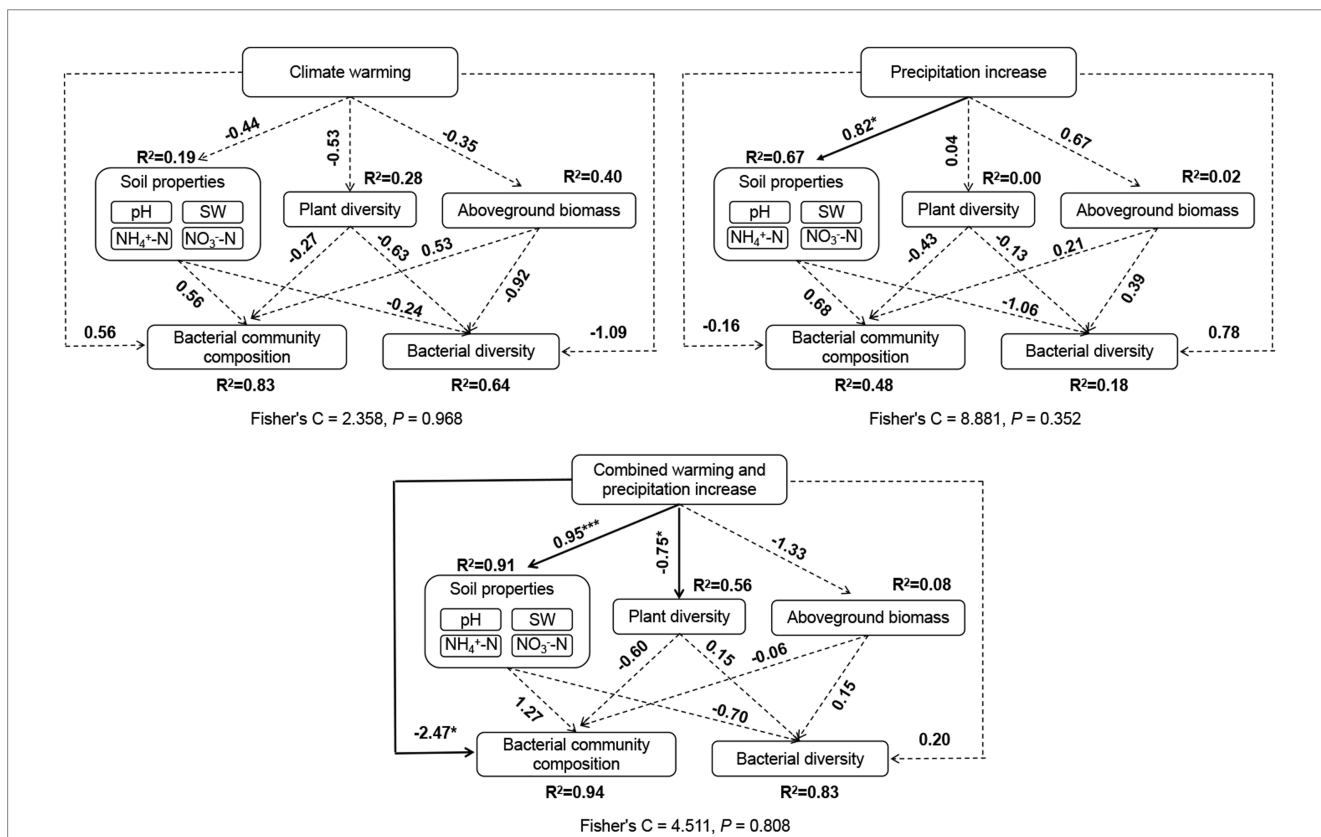 Climate warming
-0.44
-0.53
-0.35
R²=0.19
R²=0.28
R²=0.40
Soil properties
pH
SW
NH₄⁺-N
NO₃⁻-N
Plant diversity
Aboveground biomass
-0.27
-0.63
0.53
0.56
-0.24
-0.92
0.56
-1.09
Bacterial community
composition
Bacterial diversity
R²=0.83
R²=0.64
Fisher's C = 2.358, P = 0.968
Precipitation increase
0.82*
0.04
0.67
R²=0.67
R²=0.00
R²=0.02
Soil properties
pH
SW
NH₄⁺-N
NO₃⁻-N
Plant diversity
Aboveground biomass
-0.43
-0.13
0.21
0.68
-1.06
0.39
-0.16
0.78
Bacterial community
composition
Bacterial diversity
R²=0.48
R²=0.18
Fisher's C = 8.881, P = 0.352
Combined warming and
precipitation increase
0.95***
-0.75*
-1.33
R²=0.91
R²=0.56
R²=0.08
Soil properties
pH
SW
NH₄⁺-N
NO₃⁻-N
Plant diversity
Aboveground biomass
-0.60
0.15
-0.06
1.27
-0.70
0.15
-2.47*
0.20
Bacterial community
composition
Bacterial diversity
R²=0.94
R²=0.83
Fisher's C = 4.511, P = 0.808